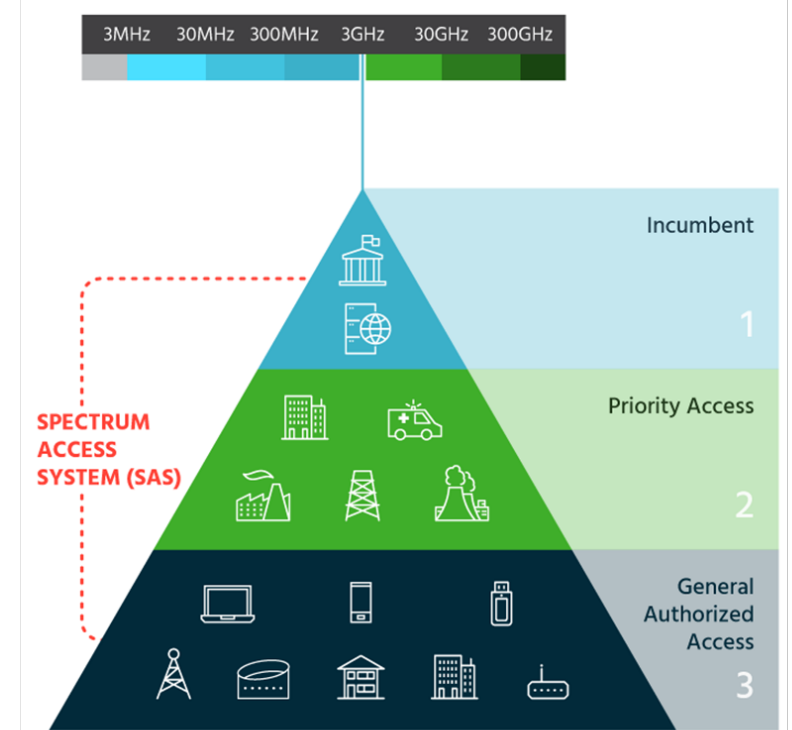 3MHz 30MHz 300MHz 3GHz 30GHz 300GHz
Incumbent
1
SPECTRUM
ACCESS
SYSTEM (SAS)
Priority Access
2
General
Authorized
Access
3